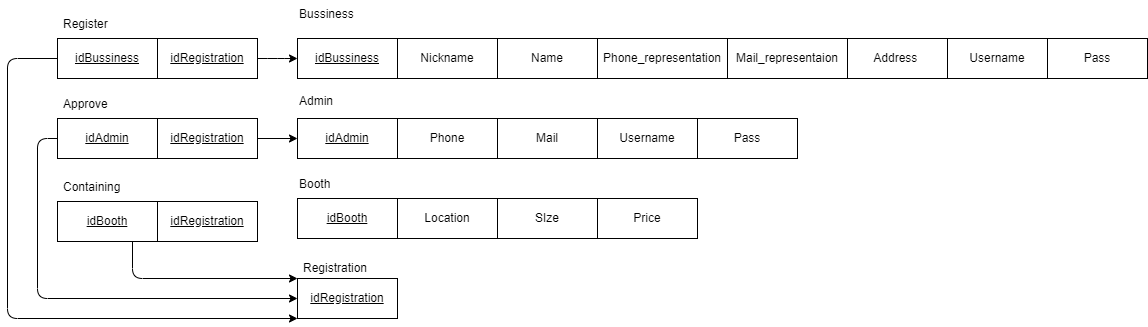 Register
Bussiness
idBussiness idRegistration
idBussiness Nickname Name Phone_representation Mail_representaion Address Username Pass
Approve
Admin
idAdmin idRegistration
idAdmin Phone Mail Username Pass
Containing
Booth
idBooth idRegistration
idBooth Location SIze Price
Registration
idRegistration